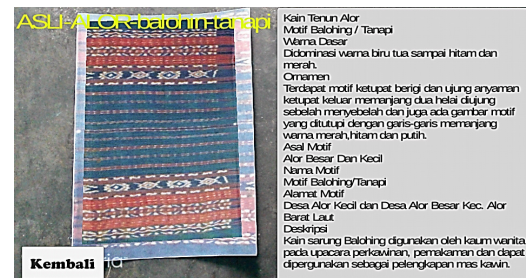 ASLI-ALOR-balohin-tanapi
Kain Tenun Alor
Motif Balohing / Tanapi
Warna Dasar
Didominasi warna biru tua sampai hitam dan
merah.
Ornamen
Terdapat motif ketupat berigi dan ujung anyaman
ketupat keluar memanjang dua helai diujung
sebelah menyebelah dan juga ada gambar motif
yang ditutupi dengan garis-garis memanjang
warna merah,hitam dan putih.
Asal Motif
Alor Besar Dan Kecil
Nama Motif
Motif Balohing/Tanapi
Alamat Motif
Desa Alor Kecil dan Desa Alor Besar Kec. Alor
Barat Laut
Deskripsi
Kain sarung Balohing digunakan oleh kaum wanita
pada upacara perkawinan, pemakaman dan dapa
dipergunakan sebagai pelengkapan mas kawin.
Kembali